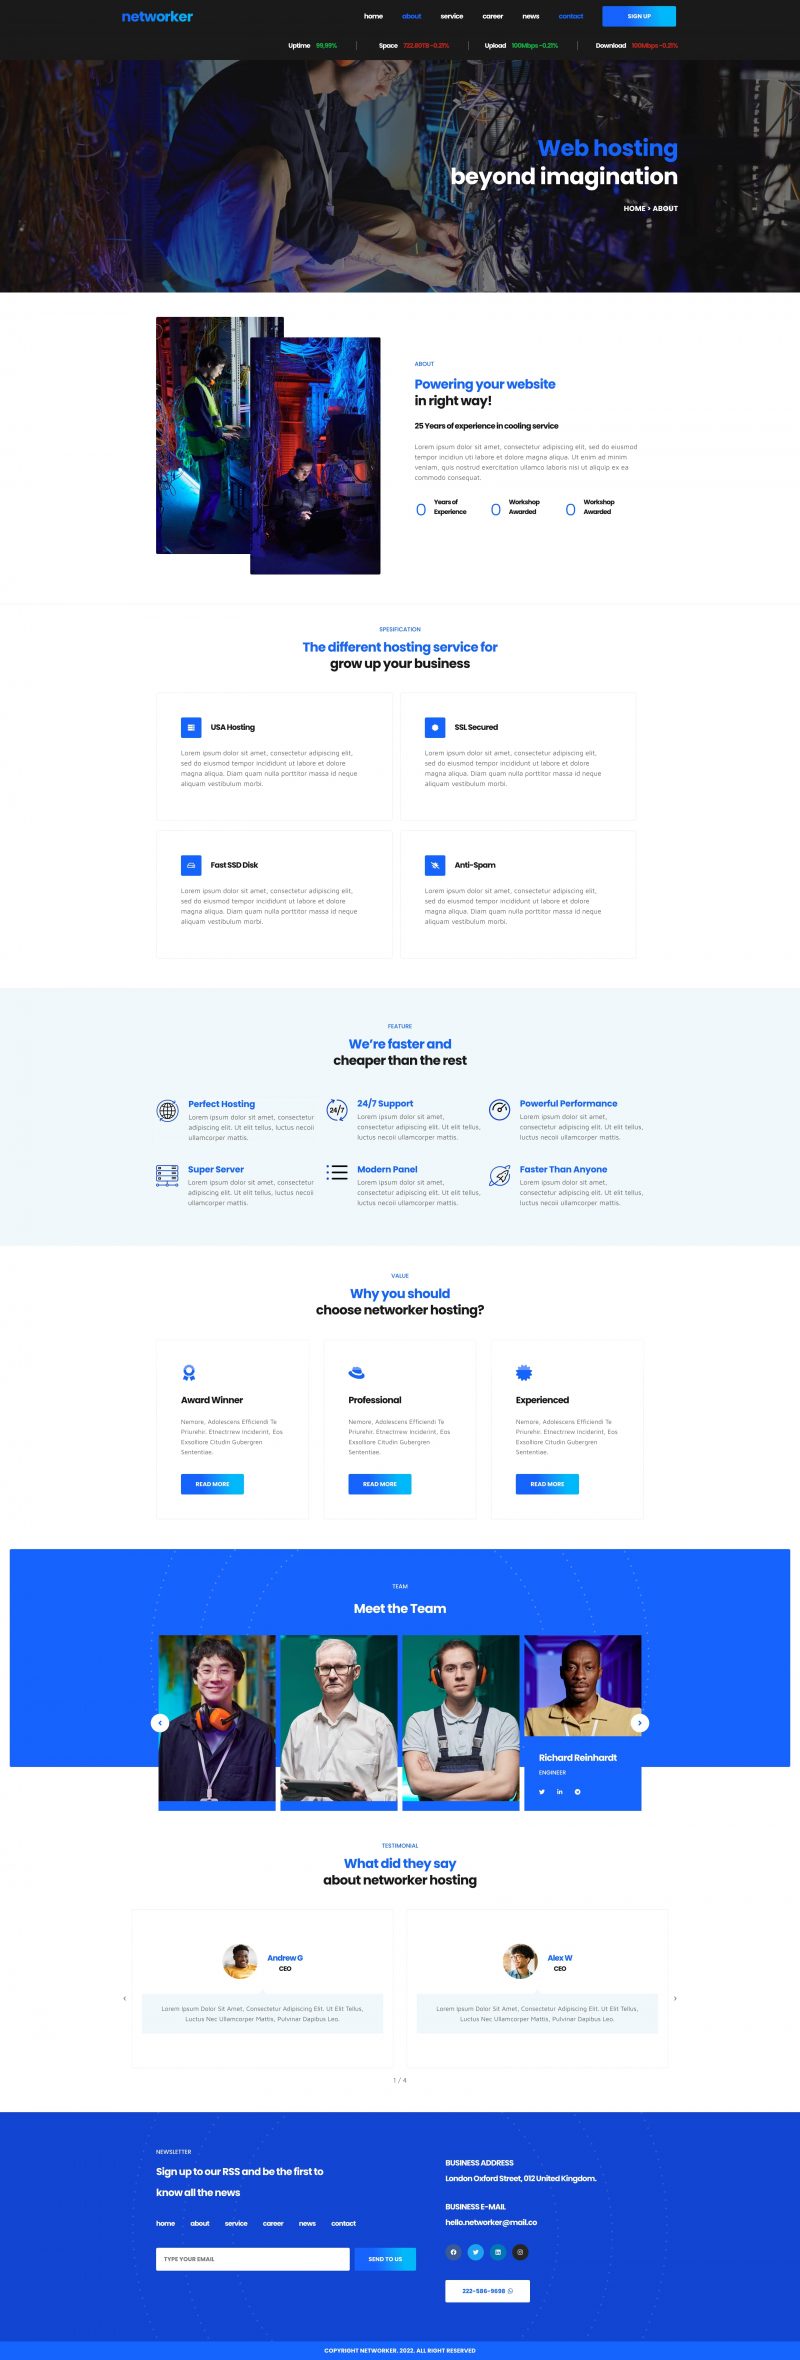 networker
home about service career news contact SIGN UP
Uptime 99,99% Space 722.80TB -0.21% Upload 100Mbps -0,21% Download 100Mbps -0.21%
Web hosting
beyond imagination
HOME > ABOUT
ABOUT
Powering your website
in right way!
25 Years of experience in cooling service
Lorem ipsum dolor sit amet, consectetur adipiscing elit, sed do eiusmod
tempor incidiun uti labore et dolore magna aliqua. Ut enim ad minim
veniam, quis nostrud exercitation ullamco laboris nisi ut aliquip ex ea
commodo consequat.
0 Years of Experience
0 Workshop Awarded
0 Workshop Awarded
SPESIFICATION
The different hosting service for
grow up your business
USA Hosting
Lorem ipsum dolor sit amet, consectetur adipiscing elit,
sed do eiusmod tempor incididunt ut labore et dolore
magna aliqua. Diam quam nulla porttitor massa id neque
aliquam vestibulum morbi.
SSL Secured
Lorem ipsum dolor sit amet, consectetur adipiscing elit,
sed do eiusmod tempor incididunt ut labore et dolore
magna aliqua. Diam quam nulla porttitor massa id neque
aliquam vestibulum morbi.
Fast SSD Disk
Lorem ipsum dolor sit amet, consectetur adipiscing elit,
sed do eiusmod tempor incididunt ut labore et dolore
magna aliqua. Diam quam nulla porttitor massa id neque
aliquam vestibulum morbi.
Anti-Spam
Lorem ipsum dolor sit amet, consectetur adipiscing elit,
sed do eiusmod tempor incididunt ut labore et dolore
magna aliqua. Diam quam nulla porttitor massa id neque
aliquam vestibulum morbi.
FEATURE
We're faster and
cheaper than the rest
Perfect Hosting
Lorem ipsum dolor sit amet, consectetur
adipiscing elit. Ut elit tellus, luctus necoii
ullamcorper mattis.
24/7
24/7 Support
Lorem ipsum dolor sit amet,
consectetur adipiscing elit. Ut elit tellus,
luctus necoii ullamcorper mattis.
Powerful Performance
Lorem ipsum dolor sit amet,
consectetur adipiscing elit. Ut elit tellus,
luctus necoii ullamcorper mattis.
Super Server
Lorem ipsum dolor sit amet, consectetur
adipiscing elit. Ut elit tellus, luctus necoii
ullamcorper mattis.
Modern Panel
Lorem ipsum dolor sit amet,
consectetur adipiscing elit. Ut elit tellus,
luctus necoii ullamcorper mattis.
Faster Than Anyone
Lorem ipsum dolor sit amet,
consectetur adipiscing elit. Ut elit tellus,
luctus necoii ullamcorper mattis.
VALUE
Why you should
choose networker hosting?
Award Winner
Nemore, Adolescens Efficiendi Te
Priurehir. Etnectrrew Inciderint, Eos
Exsolliore Citudin Gubergren
Sententiae.
READ MORE
Professional
Nemore, Adolescens Efficiendi Te
Priurehir. Etnectrrew Inciderint, Eos
Exsolliore Citudin Gubergren
Sententiae.
READ MORE
Experienced
Nemore, Adolescens Efficiendi Te
Priurehir. Etnectrrew Inciderint, Eos
Exsolliore Citudin Gubergren
Sententiae.
READ MORE
TEAM
Meet the Team
Richard Reinhardt
ENGINEER
TESTIMONIAL
What did they say
about networker hosting
Andrew G
CEO
Lorem Ipsum Dolor Sit Amet, Consectetur Adipiscing Elit. Ut Elit Tellus,
Luctus Nec Ullamcorper Mattis, Pulvinar Dapibus Leo.
Alex W
CEO
Lorem Ipsum Dolor Sit Amet, Consectetur Adipiscing Elit. Ut Elit Tellus,
Luctus Nec Ullamcorper Mattis, Pulvinar Dapibus Leo.
1 / 4
NEWSLETTER
Sign up to our RSS and be the first to
know all the news
home about service career news contact
TYPE YOUR EMAIL SEND TO US
BUSINESS ADDRESS
London Oxford Street, 012 United Kingdom.
BUSINESS E-MAIL
hello.networker@mail.co
222-586-9698
COPYRIGHT NETWORKER. 2022. ALL RIGHT RESERVED